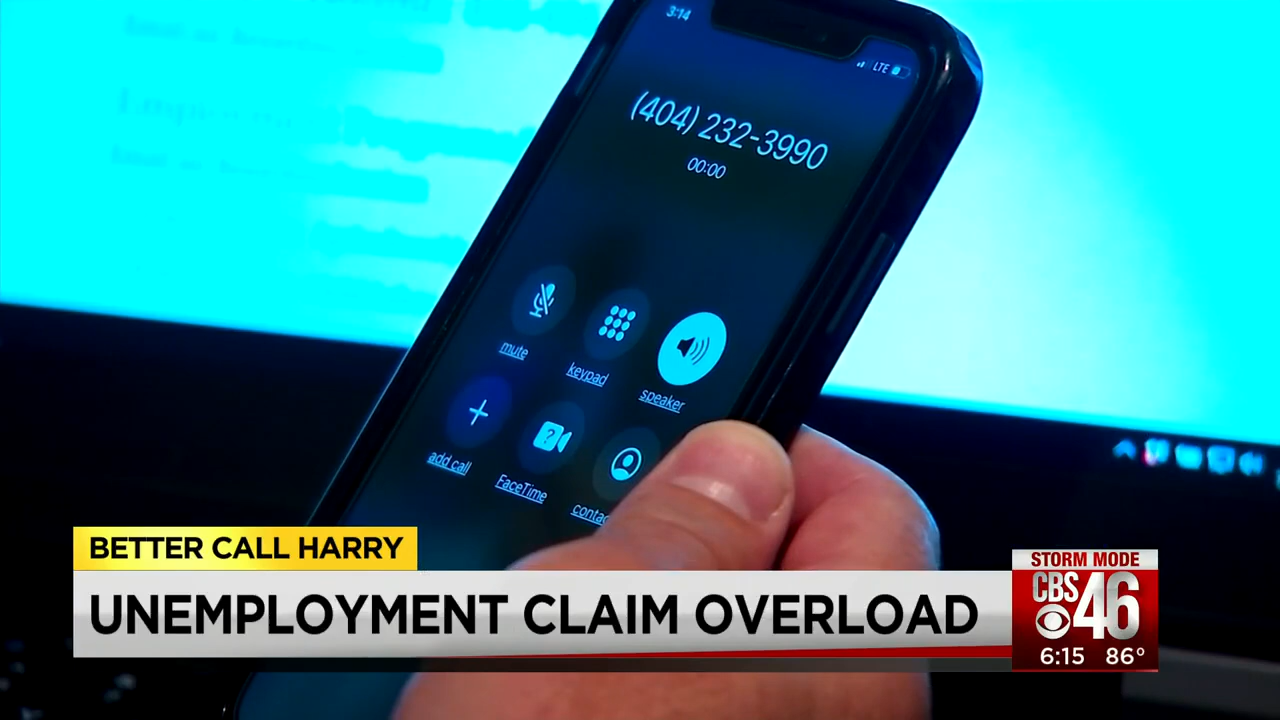 3:14
LTE
(404) 232-3990
00:00
mute
keypad
speaker
add call
FaceTime
BETTER CALL HARRY
UNEMPLOYMENT CLAIM OVERLOAD
STORM MODE
CBS
46
6:15 86°